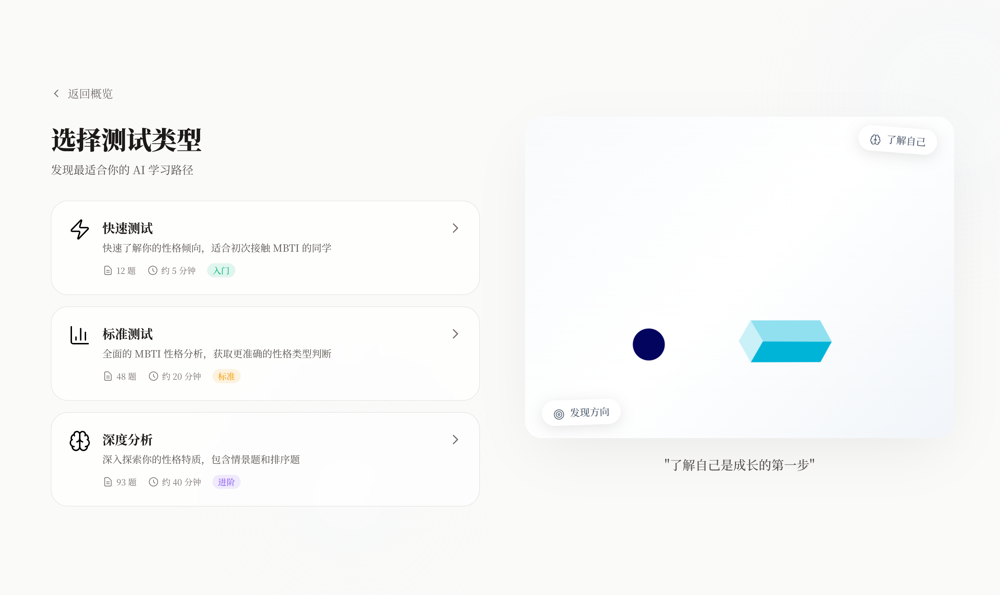 返回概览
选择测试类型
发现最适合你的 AI 学习路径
快速测试
快速了解你的性格倾向，适合初次接触 MBTI 的同学
12 题 约 5 分钟 入门
标准测试
全面的 MBTI 性格分析，获取更准确的性格类型判断
48 题 约 20 分钟 标准
深度分析
深入探索你的性格特质，包含情景题和排序题
93 题 约 40 分钟 进阶
了解自己
发现方向
"了解自己是成长的第一步"